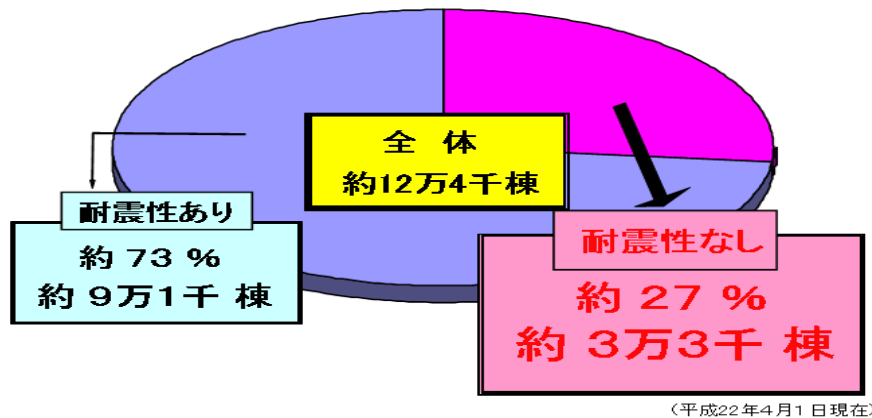 全 体
約12万4千棟
耐震性あり
約 73 %
約 9万1千 棟
耐震性なし
約 27 %
約 3万3千 棟
(平成22年4月1日現在)